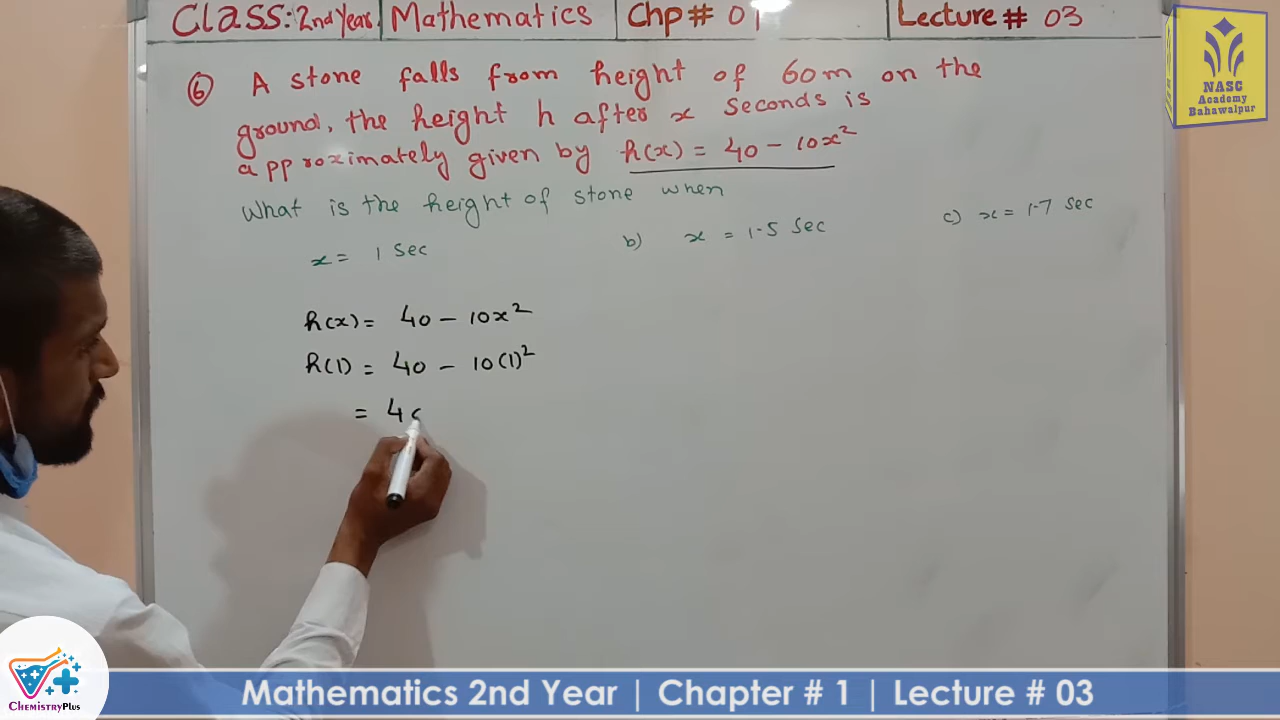 Class: 2nd Year. Mathematics Chp # 01 Lecture # 03
NASC
Academy
Bahawalpur
⑥ A stone falls from height of 60m on the
ground, the height h after x seconds is
approximately given by h(x) = 40 - 10x²
What is the height of stone when
x = 1 Sec b) x = 1.5 Sec c) x = 1.7 Sec
h(x) = 40 - 10x²
h(1) = 40 - 10(1)²
= 4
ChemistryPlus
Mathematics 2nd Year | Chapter # 1 | Lecture # 03